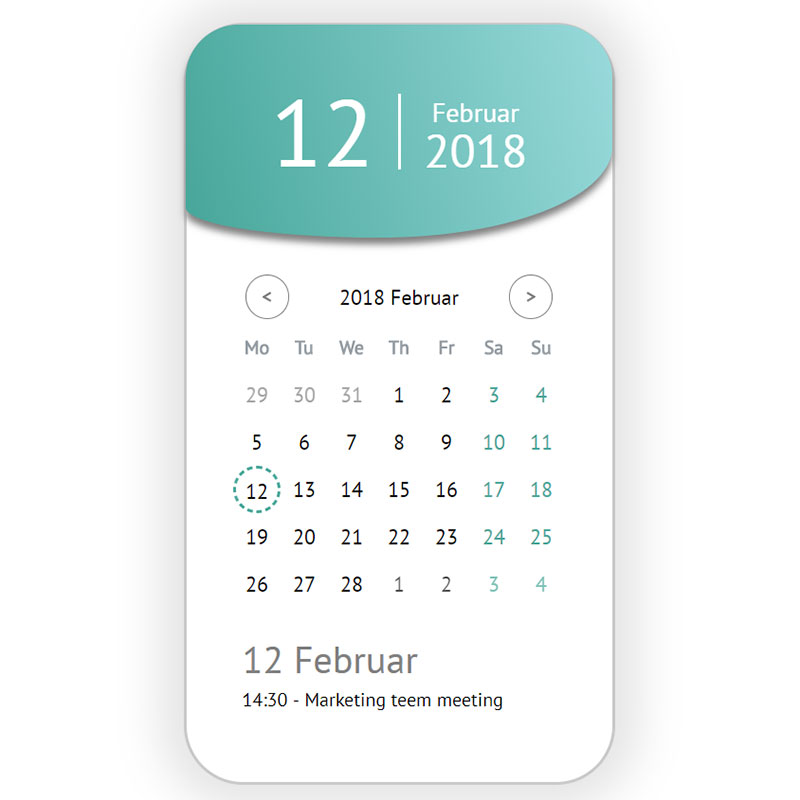 12 Februar
2018
< 2018 Februar >
Mo Tu We Th Fr Sa Su
29 30 31 1 2 3 4
5 6 7 8 9 10 11
12 13 14 15 16 17 18
19 20 21 22 23 24 25
26 27 28 1 2 3 4
12 Februar
14:30 - Marketing teem meeting